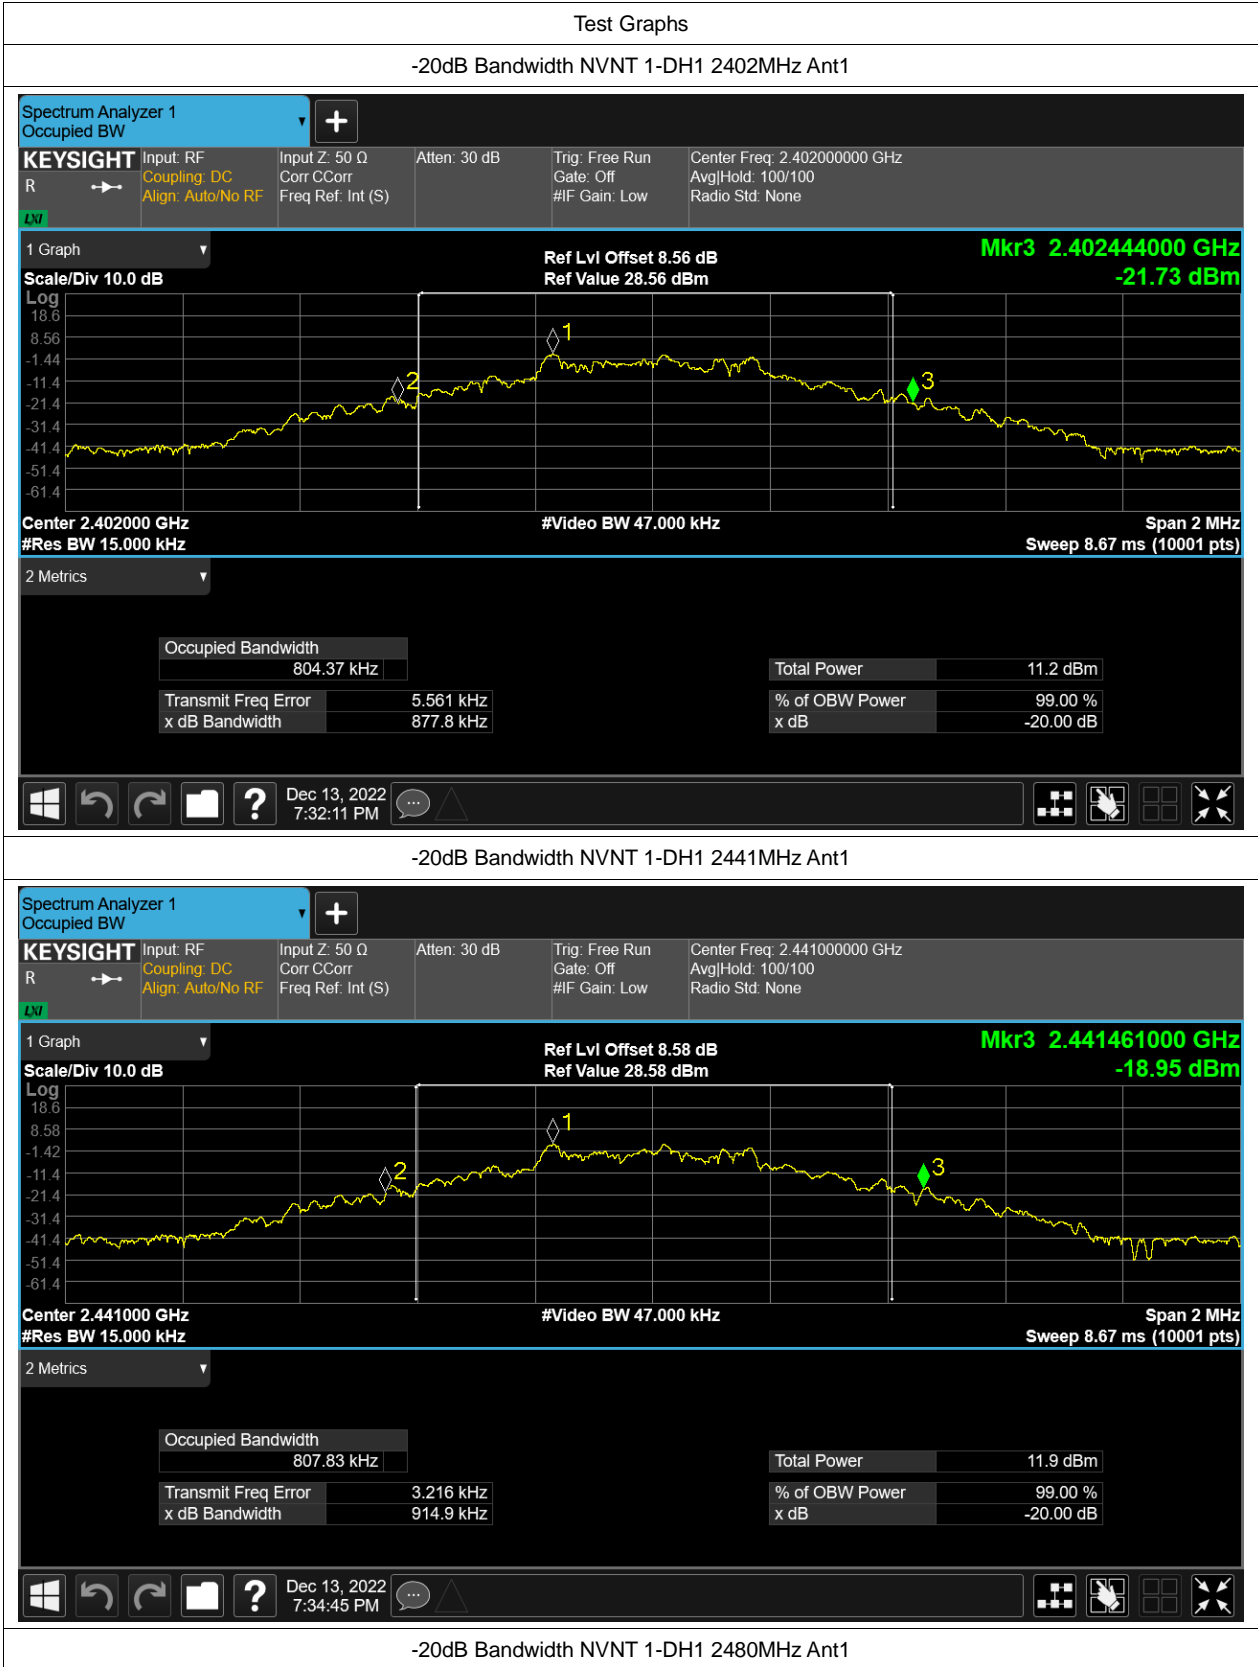 Test Graphs
-20dB Bandwidth NVNT 1-DH1 2402MHz Ant1
Spectrum Analyzer 1
Occupied BW
KEYSIGHT
R
LXI
Input: RF
Coupling: DC
Align: Auto/No RF
Input Z: 50 Ω
Corr CCorr
Freq Ref: Int (S)
Atten: 30 dB
Trig: Free Run
Gate: Off
#IF Gain: Low
Center Freq: 2.402000000 GHz
Avg|Hold: 100/100
Radio Std: None
1 Graph
Scale/Div 10.0 dB
Ref Lvl Offset 8.56 dB
Ref Value 28.56 dBm
Mkr3 2.402444000 GHz
-21.73 dBm
Log
18.6
8.56
-1.44
-11.4
-21.4
-31.4
-41.4
-51.4
-61.4
1
2
3
Center 2.402000 GHz
#Res BW 15.000 kHz
#Video BW 47.000 kHz
Span 2 MHz
Sweep 8.67 ms (10001 pts)
2 Metrics
Occupied Bandwidth
804.37 kHz
Transmit Freq Error 5.561 kHz
x dB Bandwidth 877.8 kHz
Total Power 11.2 dBm
% of OBW Power 99.00 %
x dB -20.00 dB
?
Dec 13, 2022
7:32:11 PM
-20dB Bandwidth NVNT 1-DH1 2441MHz Ant1
Spectrum Analyzer 1
Occupied BW
KEYSIGHT
R
LXI
Input: RF
Coupling: DC
Align: Auto/No RF
Input Z: 50 Ω
Corr CCorr
Freq Ref: Int (S)
Atten: 30 dB
Trig: Free Run
Gate: Off
#IF Gain: Low
Center Freq: 2.441000000 GHz
Avg|Hold: 100/100
Radio Std: None
1 Graph
Scale/Div 10.0 dB
Ref Lvl Offset 8.58 dB
Ref Value 28.58 dBm
Mkr3 2.441461000 GHz
-18.95 dBm
Log
18.6
8.58
-1.42
-11.4
-21.4
-31.4
-41.4
-51.4
-61.4
1
2
3
Center 2.441000 GHz
#Res BW 15.000 kHz
#Video BW 47.000 kHz
Span 2 MHz
Sweep 8.67 ms (10001 pts)
2 Metrics
Occupied Bandwidth
807.83 kHz
Transmit Freq Error 3.216 kHz
x dB Bandwidth 914.9 kHz
Total Power 11.9 dBm
% of OBW Power 99.00 %
x dB -20.00 dB
?
Dec 13, 2022
7:34:45 PM
-20dB Bandwidth NVNT 1-DH1 2480MHz Ant1